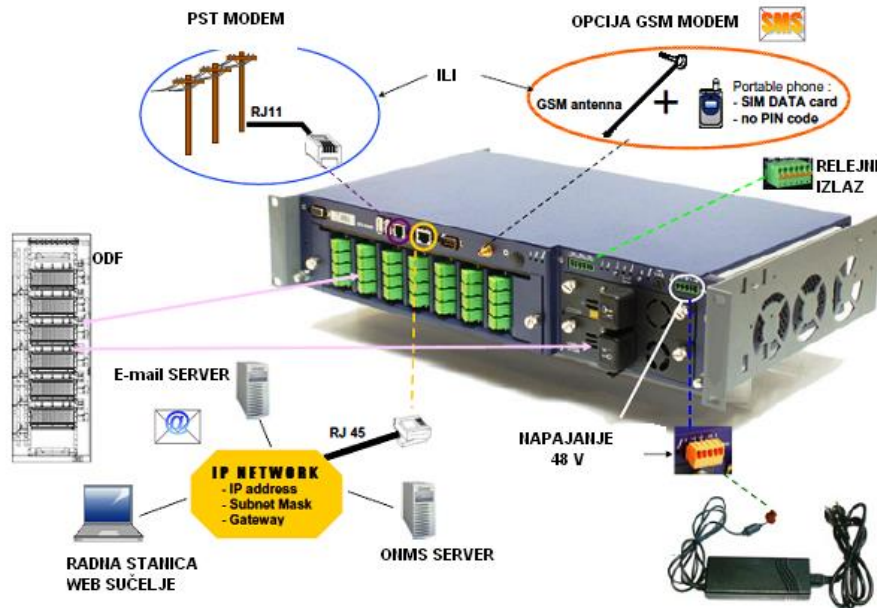 PST MODEM
OPCIJA GSM MODEM
SMS
ILI
RJ11
GSM antenna
+
Portable phone :
- SIM DATA card
- no PIN code
RELEJNI
IZLAZ
ODF
E-mail SERVER
@
RJ 45
NAPAJANJE
48 V
IP NETWORK
- IP address
- Subnet Mask
- Gateway
RADNA STANICA
WEB SUČELJE
ONMS SERVER